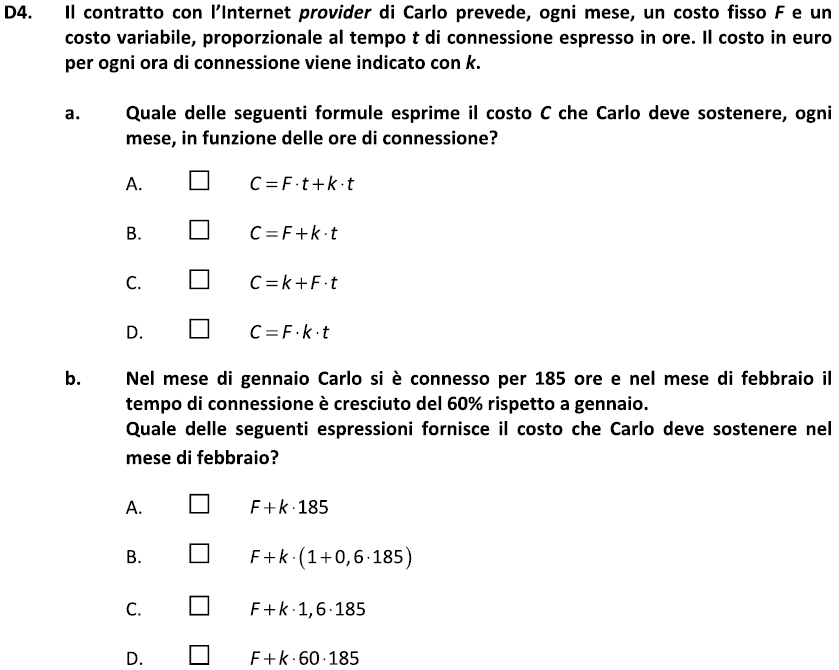 D4. Il contratto con l’Internet provider di Carlo prevede, ogni mese, un costo fisso F e un
costo variabile, proporzionale al tempo t di connessione espresso in ore. Il costo in euro
per ogni ora di connessione viene indicato con k.
a. Quale delle seguenti formule esprime il costo C che Carlo deve sostenere, ogni
mese, in funzione delle ore di connessione?
A. □ C = F · t + k · t
B. □ C = F + k · t
C. □ C = k + F · t
D. □ C = F · k · t
b. Nel mese di gennaio Carlo si è connesso per 185 ore e nel mese di febbraio il
tempo di connessione è cresciuto del 60% rispetto a gennaio.
Quale delle seguenti espressioni fornisce il costo che Carlo deve sostenere nel
mese di febbraio?
A. □ F + k · 185
B. □ F + k · (1 + 0,6 · 185)
C. □ F + k · 1,6 · 185
D. □ F + k · 60 · 185